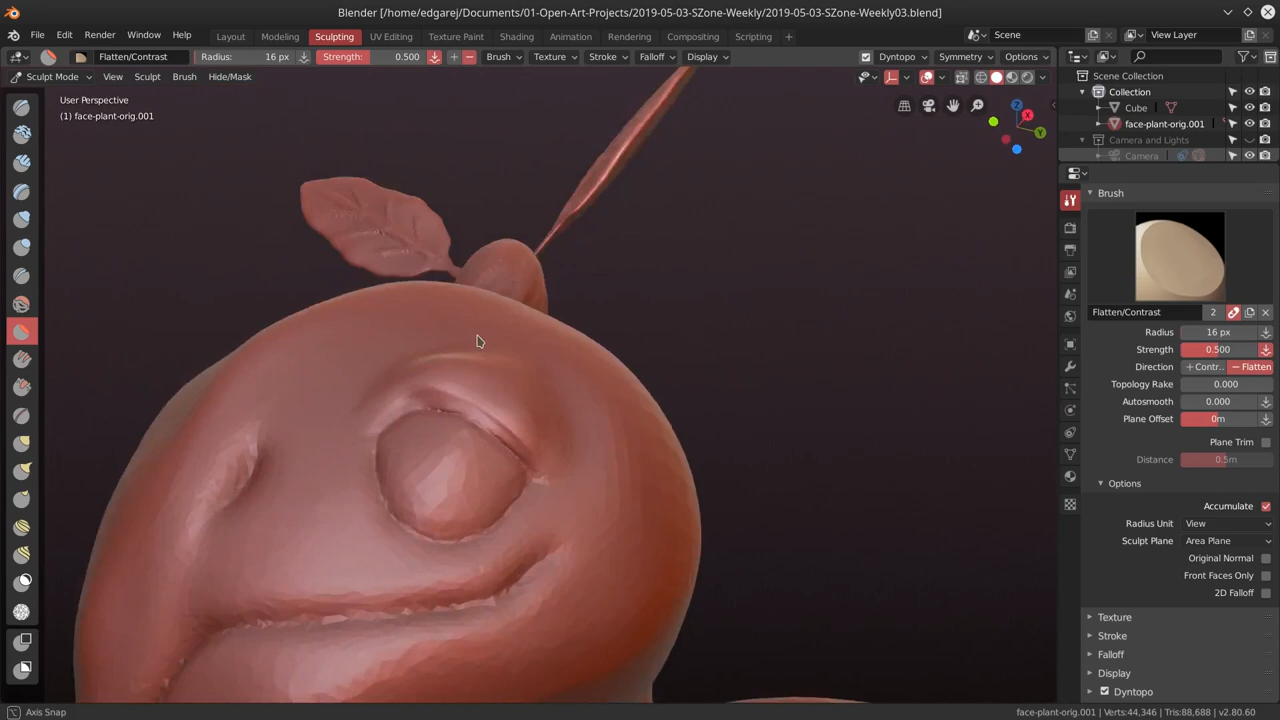 Blender [/home/edgarej/Documents/01-Open-Art-Projects/2019-05-03-SZone-Weekly/2019-05-03-SZone-Weekly03.blend]
File Edit Render Window Help Layout Modeling Sculpting UV Editing Texture Paint Shading Animation Rendering Compositing Scripting + Scene View Layer
Flatten/Contrast Radius: 16 px Strength: 0.500 + − Brush Texture Stroke Falloff Display Dyntopo Symmetry Options
Sculpt Mode View Sculpt Brush Hide/Mask
Scene Collection
Collection
Cube
face-plant-orig.001
Camera and Lights
Camera
User Perspective
(1) face-plant-orig.001
Z
X
Y
Brush
Flatten/Contrast 2
Radius 16 px
Strength 0.500
Direction + Contr.. − Flatten
Topology Rake 0.000
Autosmooth 0.000
Plane Offset 0m
Plane Trim
Distance 0.5m
Options
Accumulate
Radius Unit View
Sculpt Plane Area Plane
Original Normal
Front Faces Only
2D Falloff
Texture
Stroke
Falloff
Display
Dyntopo
Axis Snap
face-plant-orig.001 | Verts:44,346 | Tris:88,688 | v2.80.60